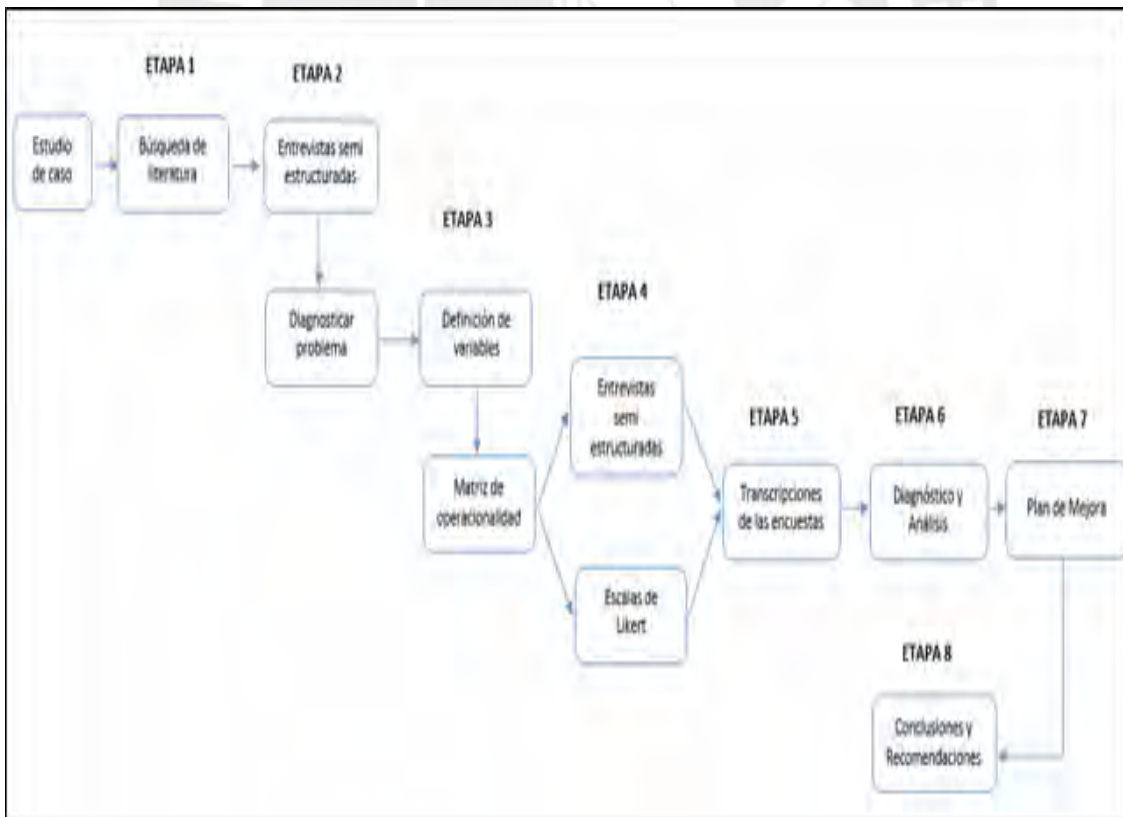 ETAPA 1
ETAPA 2
Estudio
de caso
Búsqueda de
literatura
Entrevistas semi
estructuradas
ETAPA 3
Diagnosticar
problema
Definición de
variables
ETAPA 4
Entrevistas
semi
estructuradas
Matriz de
operacionalidad
Escalas de
Likert
ETAPA 5
Transcripciones
de las encuestas
ETAPA 6
Diagnóstico y
Análisis
ETAPA 7
Plan de Mejora
ETAPA 8
Conclusiones y
Recomendaciones